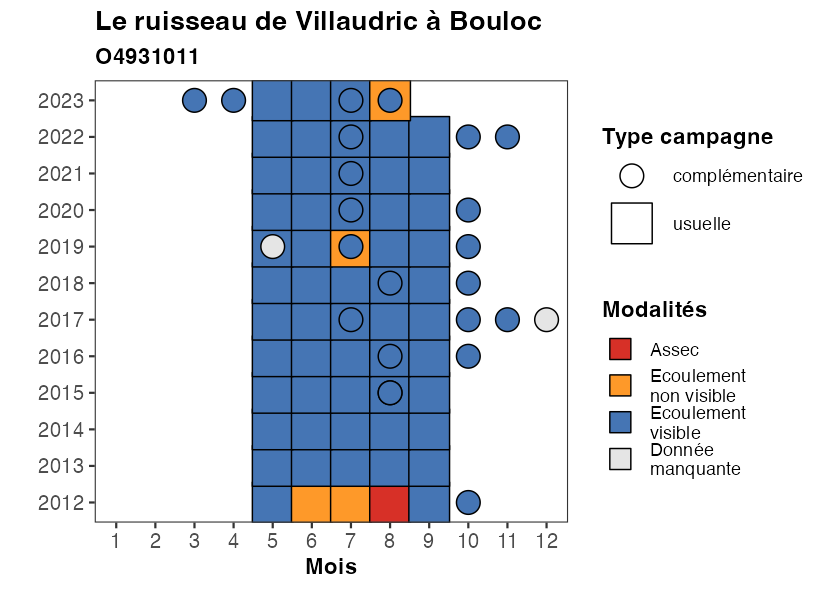 Le ruisseau de Villaudric à Bouloc
O4931011
2023
2022
2021
2020
2019
2018
2017
2016
2015
2014
2013
2012
1 2 3 4 5 6 7 8 9 10 11 12
Mois
Type campagne
complémentaire
usuelle
Modalités
Assec
Ecoulement
non visible
Ecoulement
visible
Donnée
manquante